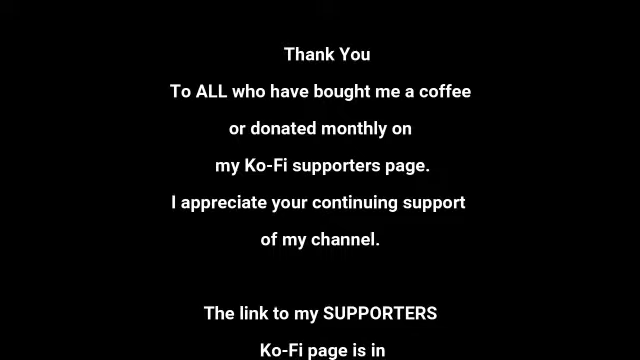 Thank You
To ALL who have bought me a coffee
or donated monthly on
my Ko-Fi supporters page.
I appreciate your continuing support
of my channel.
The link to my SUPPORTERS
Ko-Fi page is in